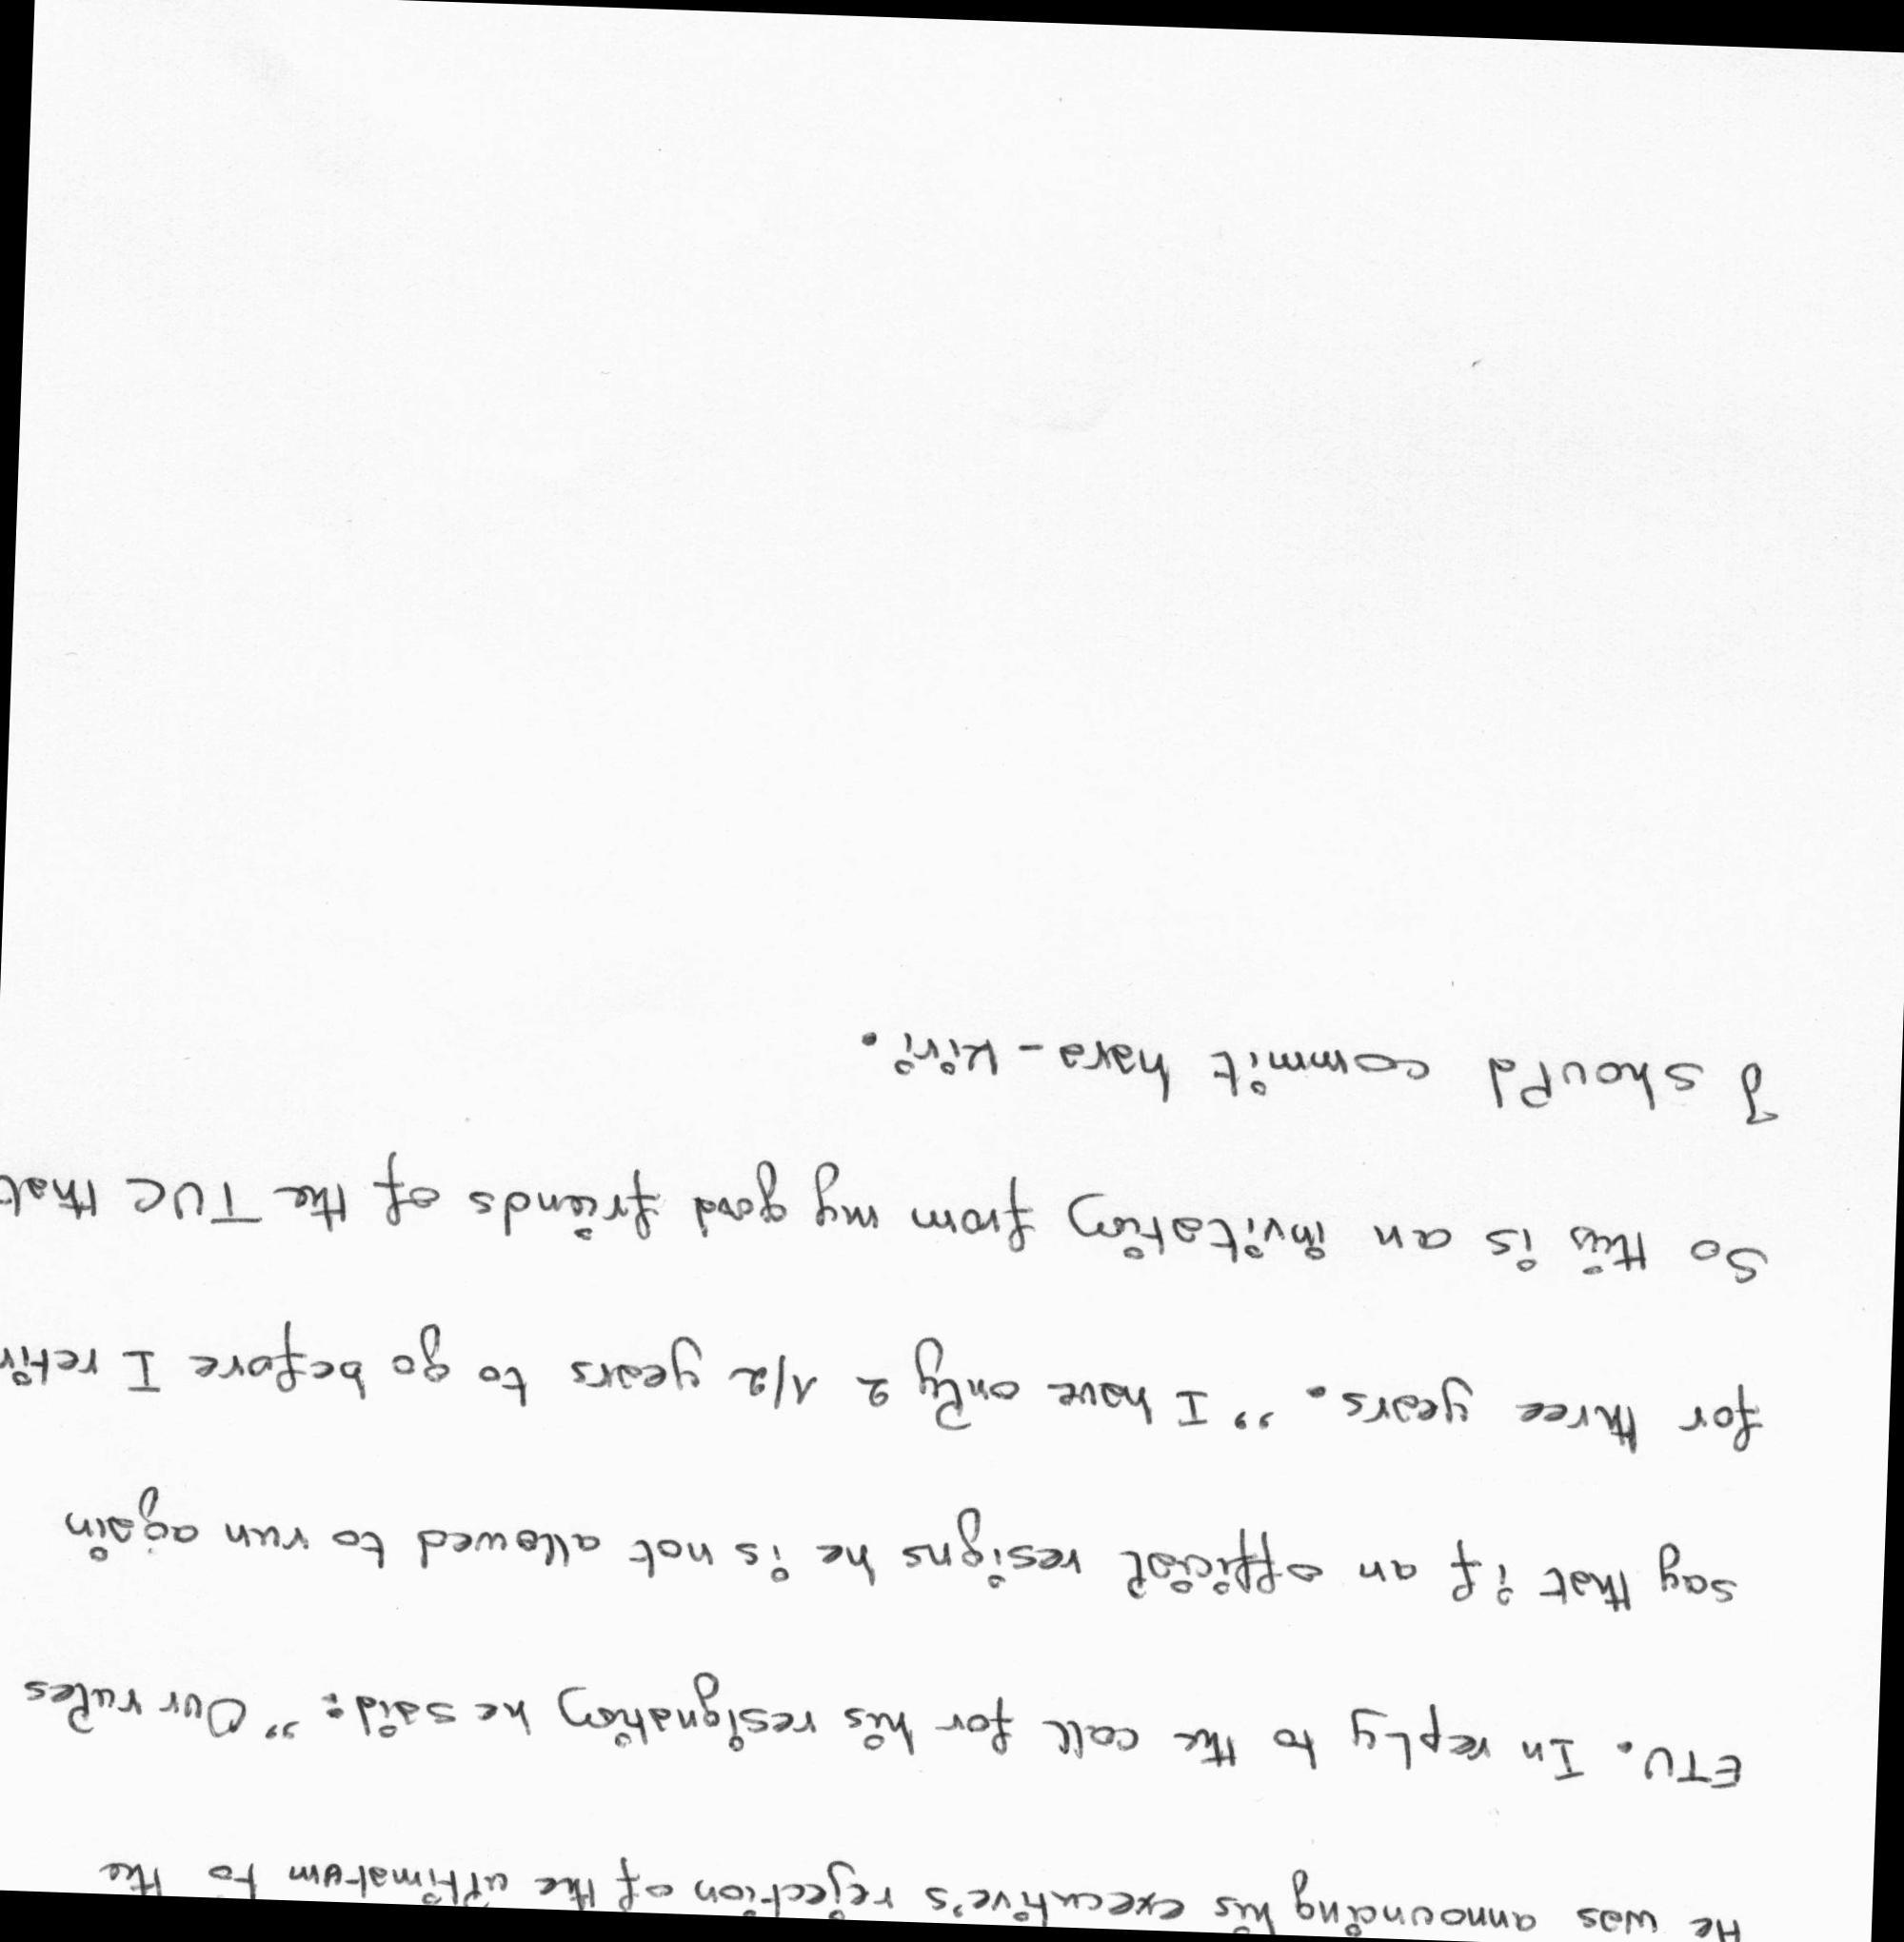 He was announcing his executive's rejection of the ultimatum to the
ETU. In reply to the call for his resignation he said: "Our rules
say that if an official resigns he is not allowed to run again
for three years. "I have only 2 1/2 years to go before I retir
So this is an invitation from my good friends of the TUC that
I should commit hara-kiri.